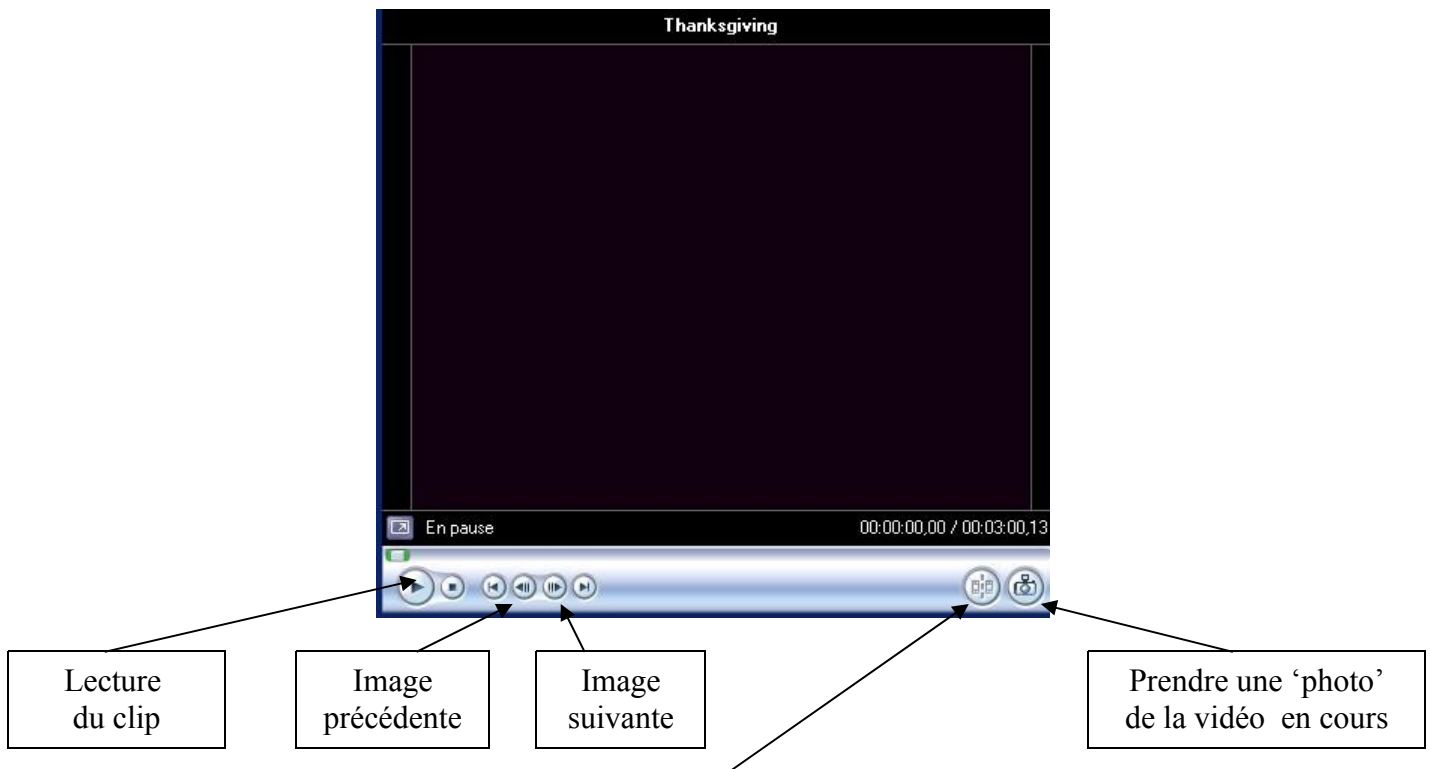 Thanksgiving
En pause
00:00:00,00 / 00:03:00,13
Lecture
du clip
Image
précédente
Image
suivante
Prendre une ‘photo’
de la vidéo en cours